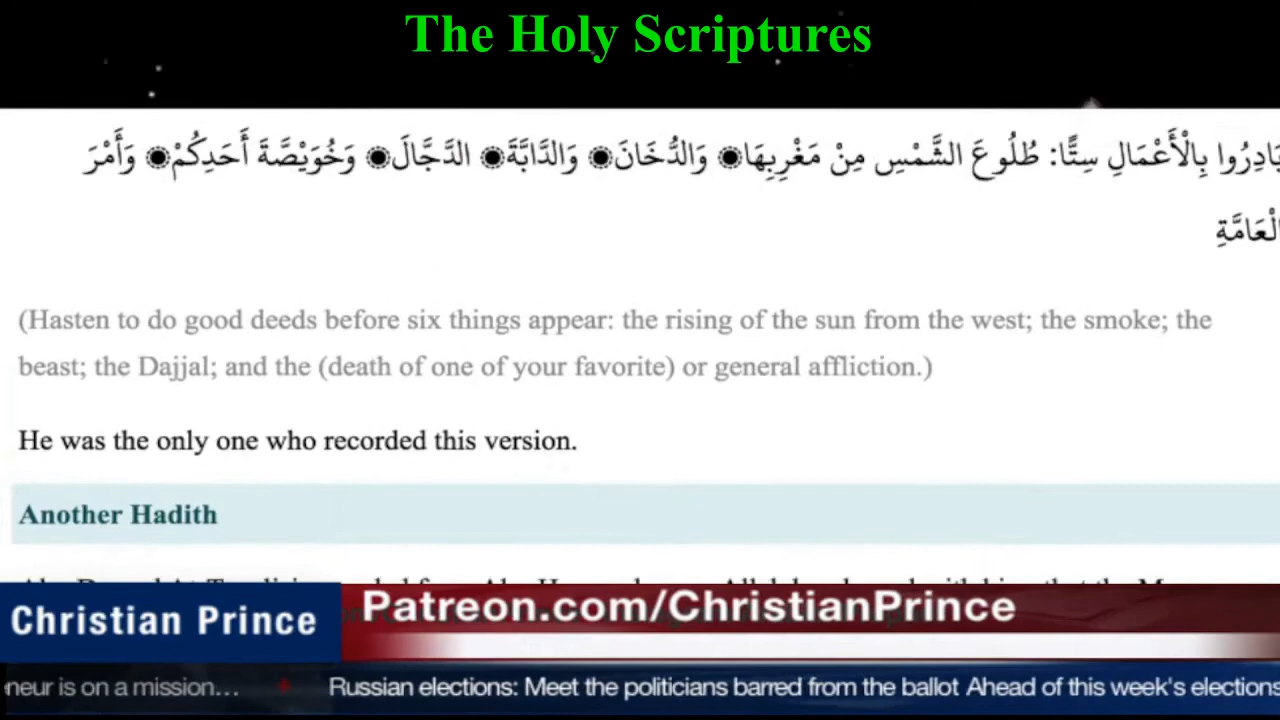 The Holy Scriptures
بَادِرُوا بِالْأَعْمَالِ سِتًّا: طُلُوعَ الشَّمْسِ مِنْ مَغْرِبِهَا۞ وَالدُّخَانَ۞ وَالدَّابَّةَ۞ الدَّجَّالَ۞ وَخُوَيْصَّةَ أَحَدِكُمْ۞ وَأَمْرَ
الْعَامَّةِ
(Hasten to do good deeds before six things appear: the rising of the sun from the west; the smoke; the
beast; the Dajjal; and the (death of one of your favorite) or general affliction.)
He was the only one who recorded this version.
Another Hadith
Christian Prince
Patreon.com/ChristianPrince
neur is on a mission... Russian elections: Meet the politicians barred from the ballot Ahead of this week's elections